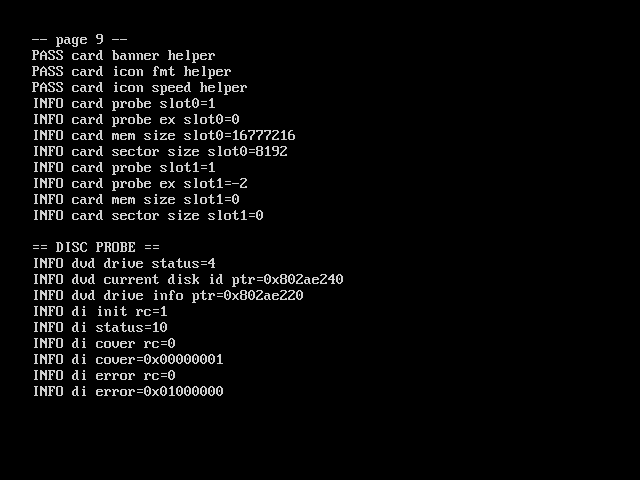 -- page 9 --
PASS card banner helper
PASS card icon fmt helper
PASS card icon speed helper
INFO card probe slot0=1
INFO card probe ex slot0=0
INFO card mem size slot0=16777216
INFO card sector size slot0=8192
INFO card probe slot1=1
INFO card probe ex slot1=-2
INFO card mem size slot1=0
INFO card sector size slot1=0
== DISC PROBE ==
INFO dvd drive status=4
INFO dvd current disk id ptr=0x802ae240
INFO dvd drive info ptr=0x802ae220
INFO di init rc=1
INFO di status=10
INFO di cover rc=0
INFO di cover=0x00000001
INFO di error rc=0
INFO di error=0x01000000